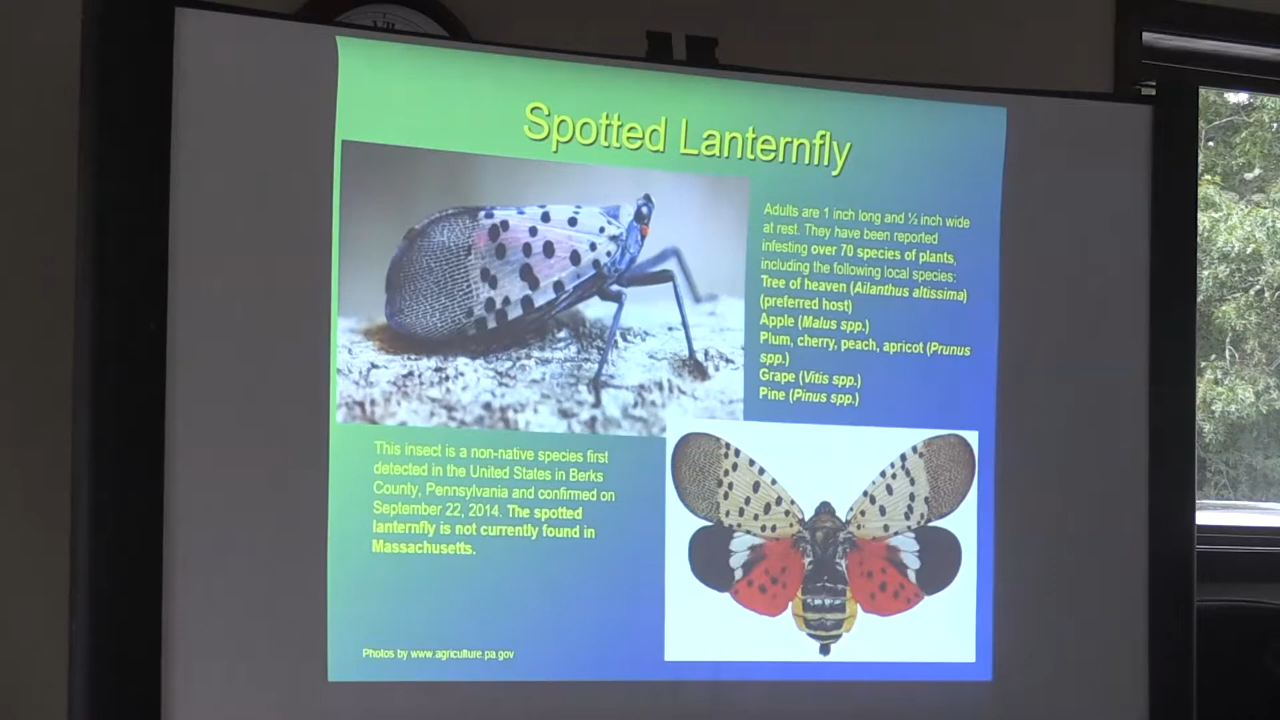 VII
Spotted Lanternfly
Adults are 1 inch long and ½ inch wide
at rest. They have been reported
infesting over 70 species of plants,
including the following local species:
Tree of heaven (Ailanthus altissima)
(preferred host)
Apple (Malus spp.)
Plum, cherry, peach, apricot (Prunus
spp.)
Grape (Vitis spp.)
Pine (Pinus spp.)
This insect is a non-native species first
detected in the United States in Berks
County, Pennsylvania and confirmed on
September 22, 2014. The spotted
lanternfly is not currently found in
Massachusetts.
Photos by www.agriculture.pa.gov